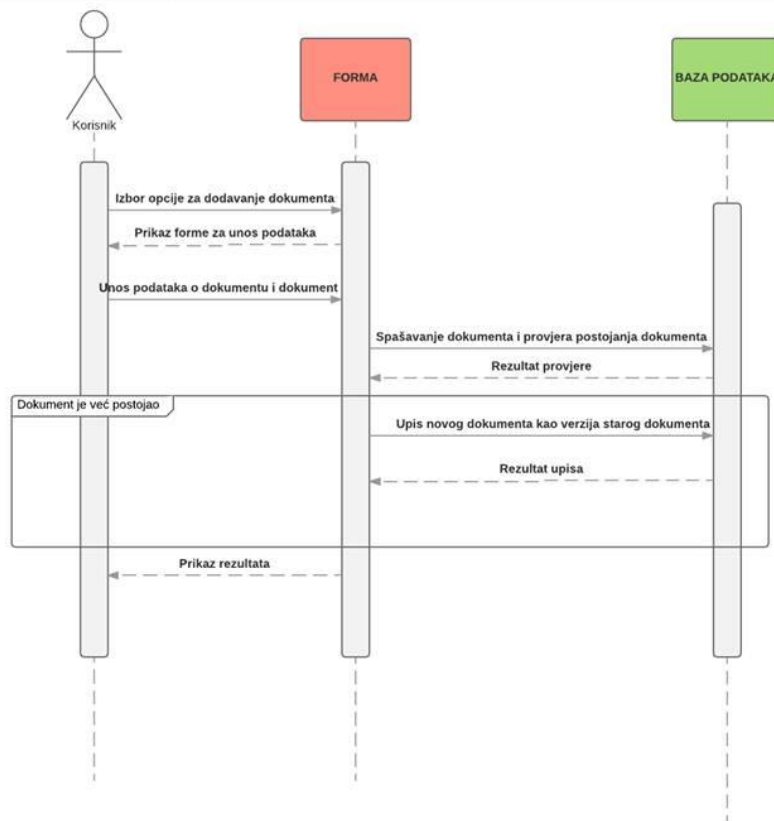 FORMA
BAZA PODATAKA
Korisnik
Izbor opcije za dodavanje dokumenta
Prikaz forme za unos podataka
Unos podataka o dokumentu i dokument
Spašavanje dokumenta i provjera postojanja dokumenta
Rezultat provjere
Dokument je već postojao
Upis novog dokumenta kao verzija starog dokumenta
Rezultat upisa
Prikaz rezultata